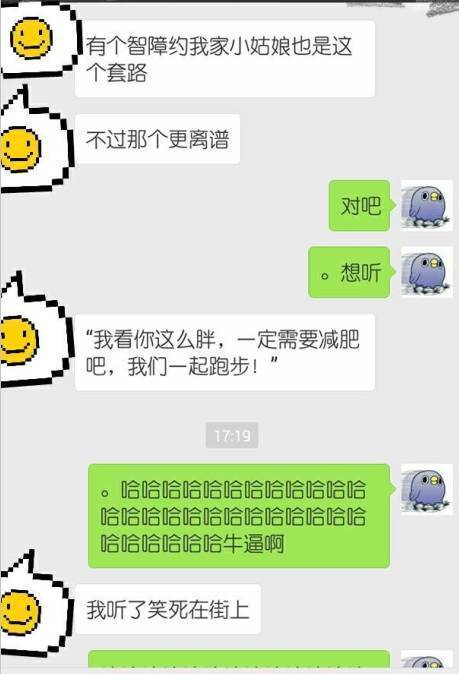 有个智障约我家小姑娘也是这
个套路
不过那个更离谱
对吧
。想听
“我看你这么胖，一定需要减肥
吧，我们一起跑步！”
17:19
。哈哈哈哈哈哈哈哈哈哈哈哈
哈哈哈哈哈哈哈哈哈哈哈哈哈
哈哈哈哈哈哈牛逼啊
我听了笑死在街上